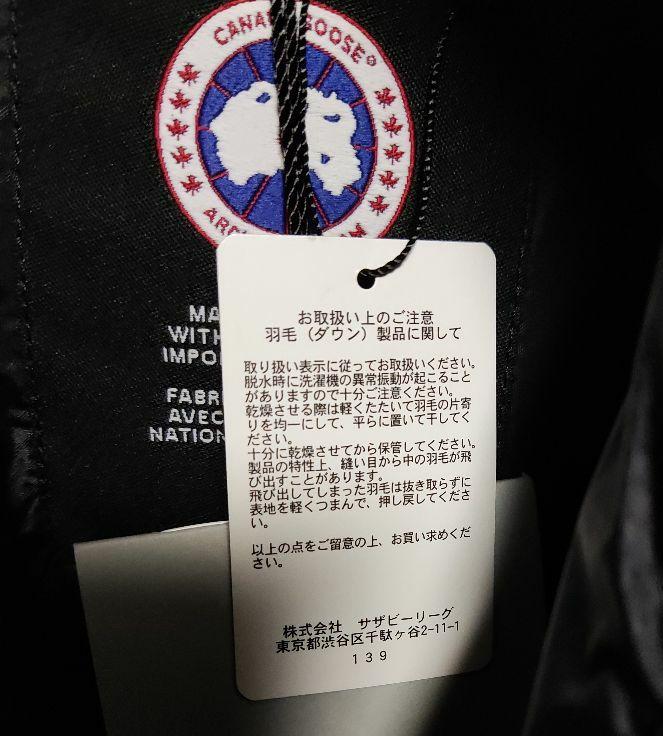 CANA GOOSE®
ARC
MA
WITH
IMPO
FABR
AVEC
NATION
お取扱い上のご注意
羽毛（ダウン）製品に関して
取り扱い表示に従ってお取扱いください。
脱水時に洗濯機の異常振動が起こること
がありますので十分ご注意ください。
乾燥させる際は軽くたたいて羽毛の片寄
りを均一にして、平らに置いて干してく
ださい。
十分に乾燥させてから保管してください。
製品の特性上、縫い目から中の羽毛が飛
び出すことがあります。
飛び出してしまった羽毛は抜き取らずに
表地を軽くつまんで、押し戻してくださ
い。
以上の点をご留意の上、お買い求めくだ
さい。
株式会社 サザビーリーグ
東京都渋谷区千駄ヶ谷2-11-1
139